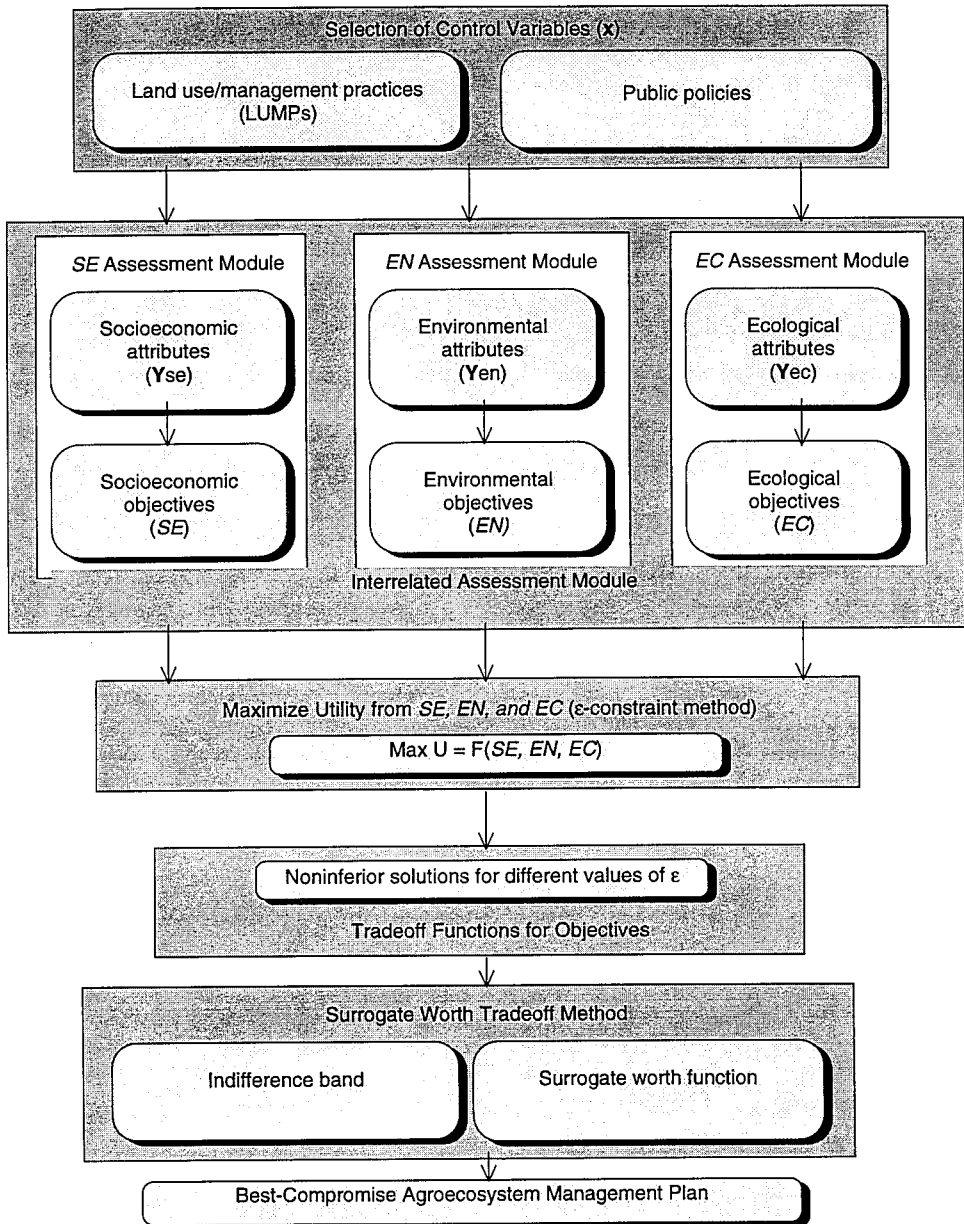 Selection of Control Variables (x)
Land use/management practices
(LUMPs)
Public policies
SE Assessment Module
Socioeconomic
attributes
(Yse)
Socioeconomic
objectives
(SE)
EN Assessment Module
Environmental
attributes
(Yen)
Environmental
objectives
(EN)
EC Assessment Module
Ecological
attributes
(Yec)
Ecological
objectives
(EC)
Interrelated Assessment Module
Maximize Utility from SE, EN, and EC (ε-constraint method)
Max U = F(SE, EN, EC)
Noninferior solutions for different values of ε
Tradeoff Functions for Objectives
Surrogate Worth Tradeoff Method
Indifference band
Surrogate worth function
Best-Compromise Agroecosystem Management Plan